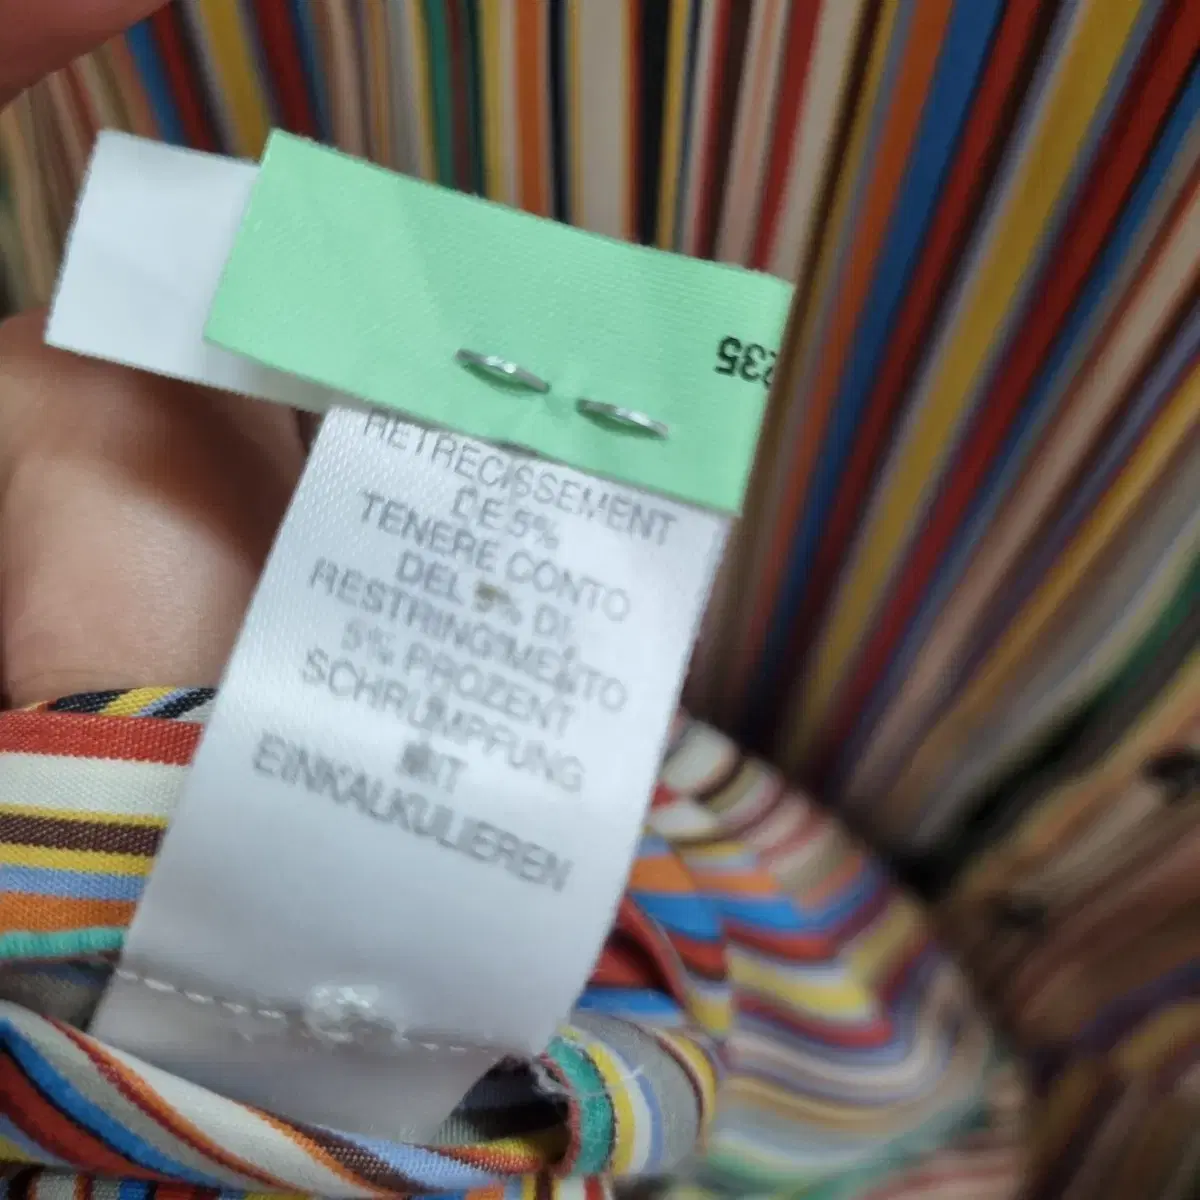 235
RETRECISSEMENT
DE 5%
TENERE CONTO
DEL 5% DI
RESTRINGIMENTO
5% PROZENT
SCHRUMPFUNG
MIT
EINKALKULIEREN